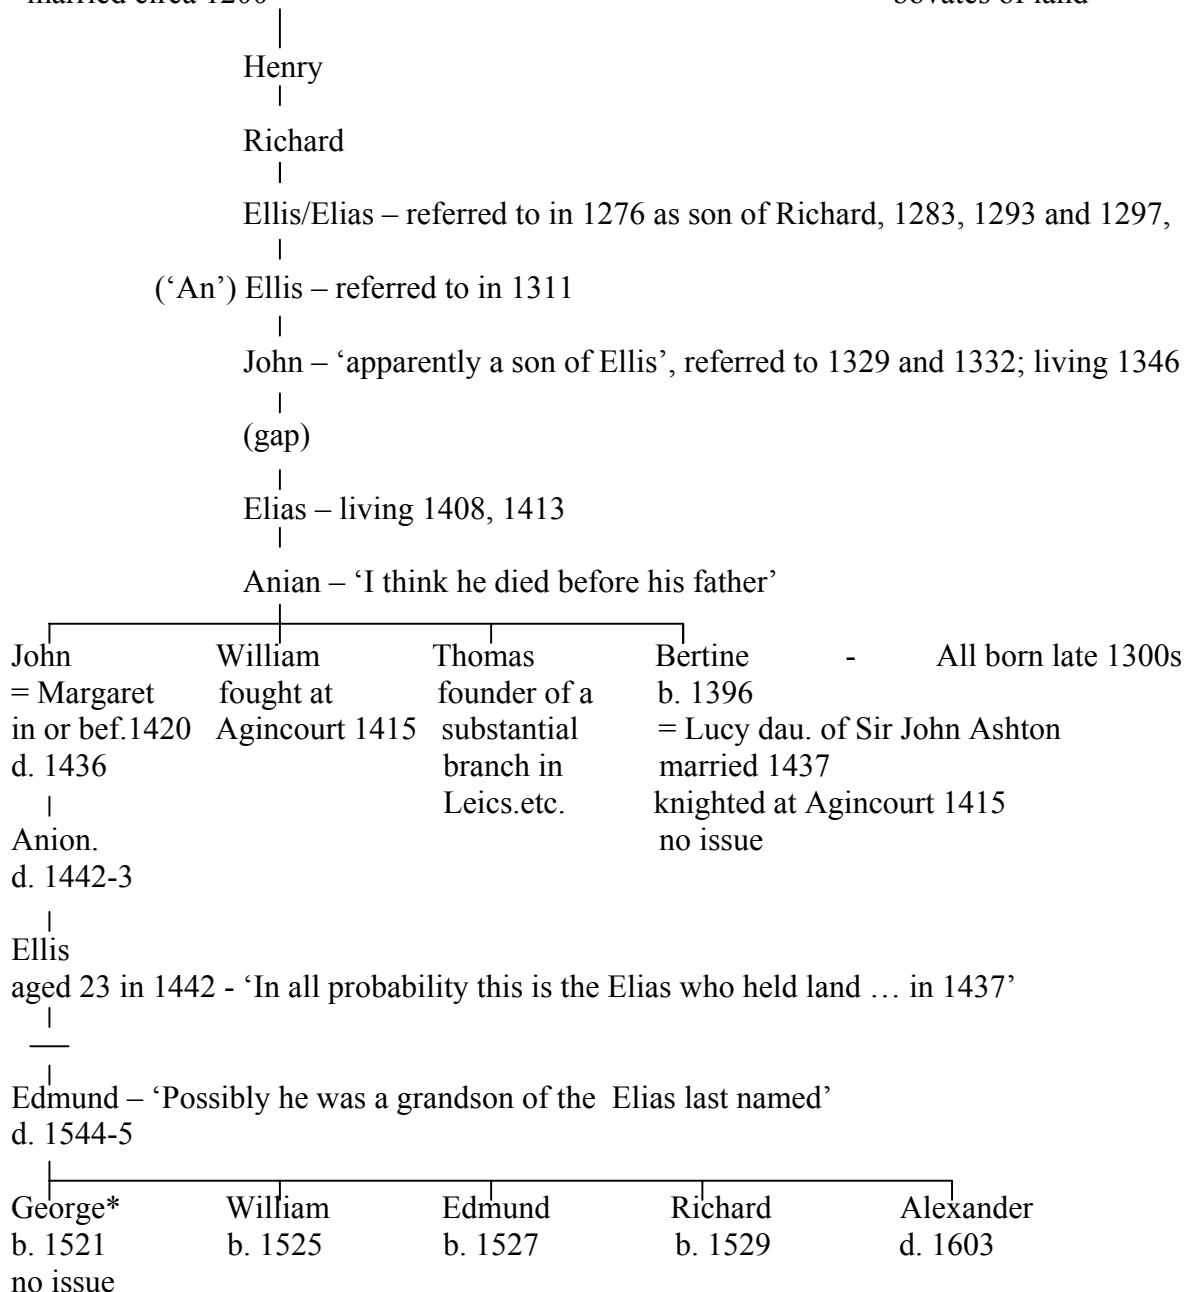 married circa 1200 bovates of land
Henry
Richard
Ellis/Elias – referred to in 1276 as son of Richard, 1283, 1293 and 1297,
(‘An’) Ellis – referred to in 1311
John – ‘apparently a son of Ellis’, referred to 1329 and 1332; living 1346
(gap)
Elias – living 1408, 1413
Anian – ‘I think he died before his father’
John William Thomas Bertine - All born late 1300s
= Margaret fought at founder of a b. 1396
in or bef.1420 Agincourt 1415 substantial = Lucy dau. of Sir John Ashton
d. 1436 branch in married 1437
Leics.etc. knighted at Agincourt 1415
Anion. no issue
d. 1442-3
Ellis
aged 23 in 1442 - ‘In all probability this is the Elias who held land … in 1437’
Edmund – ‘Possibly he was a grandson of the Elias last named’
d. 1544-5
George* William Edmund Richard Alexander
b. 1521 b. 1525 b. 1527 b. 1529 d. 1603
no issue